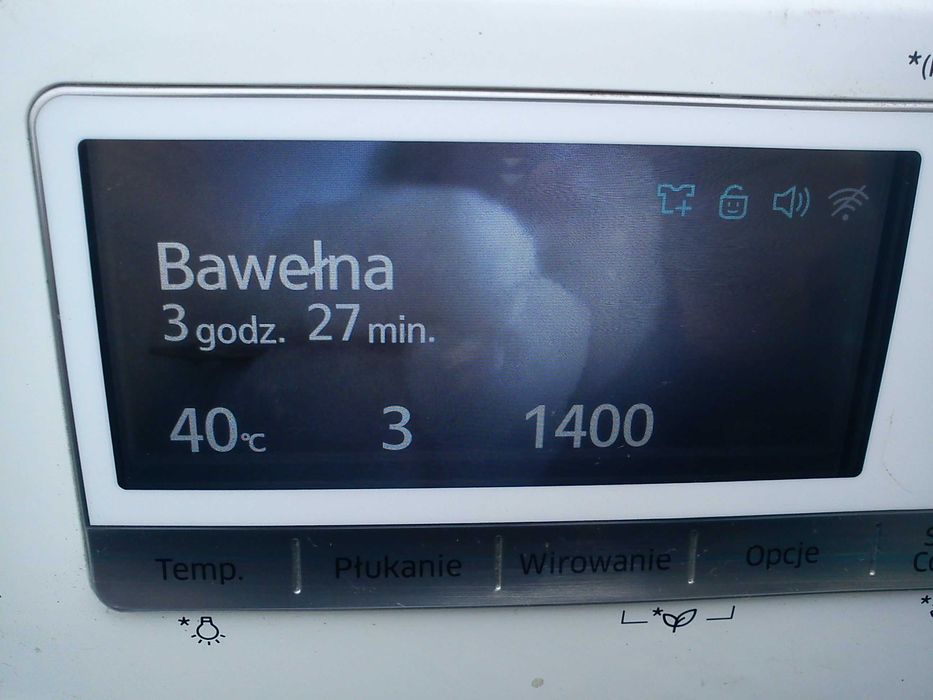 Bawełna
3 godz. 27 min.
40°C 3 1400
Temp. Płukanie Wirowanie Opcje